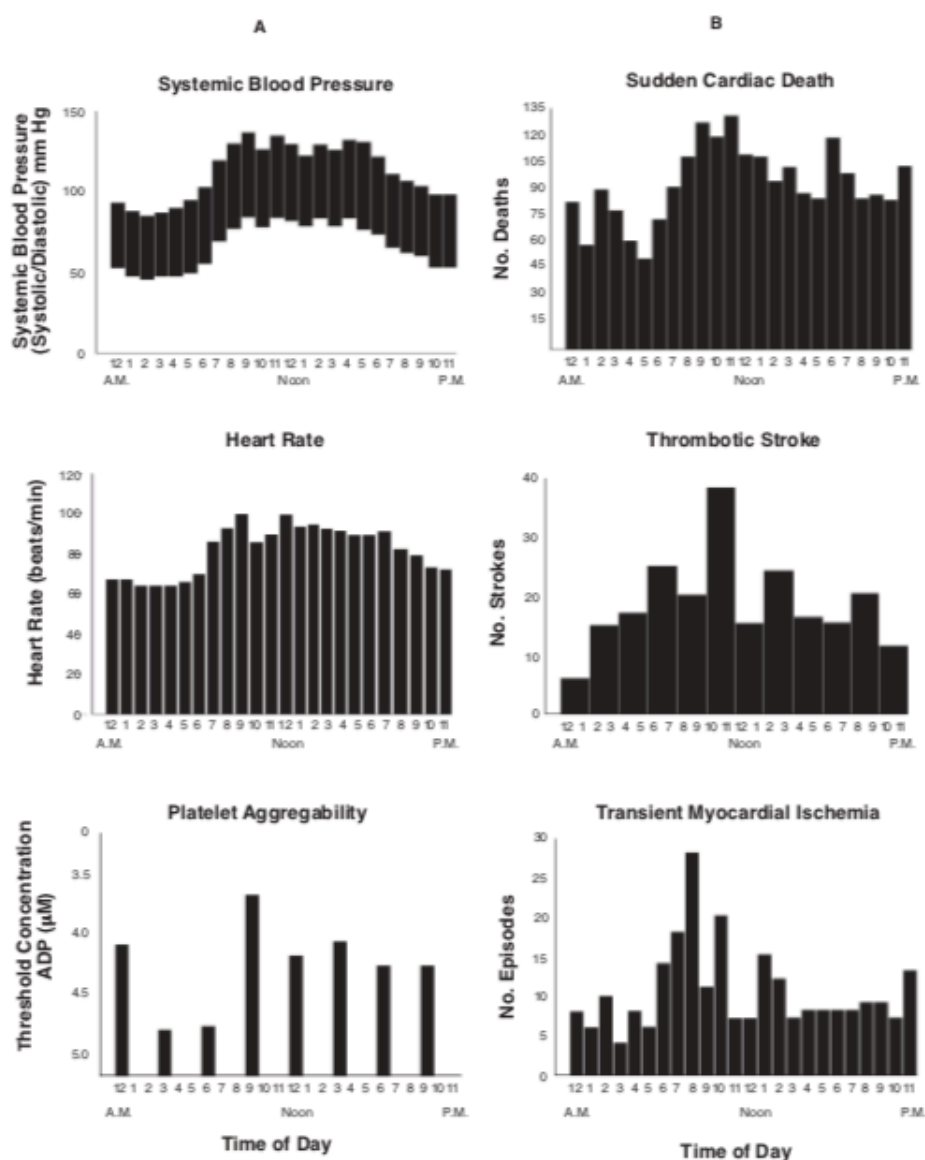 A
Systemic Blood Pressure
Systemic Blood Pressure
(Systolic/Diastolic) mm Hg
150
100
50
0
12 1 2 3 4 5 6 7 8 9 10 11 12 1 2 3 4 5 6 7 8 9 10 11
A.M. Noon P.M.
Heart Rate
Heart Rate (beats/min)
120
100
80
60
40
20
0
12 1 2 3 4 5 6 7 8 9 10 11 12 1 2 3 4 5 6 7 8 9 10 11
A.M. Noon P.M.
Platelet Aggregability
Threshold Concentration
ADP (μM)
0
3.5
4.0
4.5
5.0
12 1 2 3 4 5 6 7 8 9 10 11 12 1 2 3 4 5 6 7 8 9 10 11
A.M. Noon P.M.
Time of Day
B
Sudden Cardiac Death
No. Deaths
135
120
105
90
75
60
45
30
15
12 1 2 3 4 5 6 7 8 9 10 11 12 1 2 3 4 5 6 7 8 9 10 11
A.M. Noon P.M.
Thrombotic Stroke
No. Strokes
40
30
20
10
0
12 1 2 3 4 5 6 7 8 9 10 11 12 1 2 3 4 5 6 7 8 9 10 11
A.M. Noon P.M.
Transient Myocardial Ischemia
No. Episodes
30
25
20
15
10
5
0
12 1 2 3 4 5 6 7 8 9 10 11 12 1 2 3 4 5 6 7 8 9 10 11
A.M. Noon P.M.
Time of Day